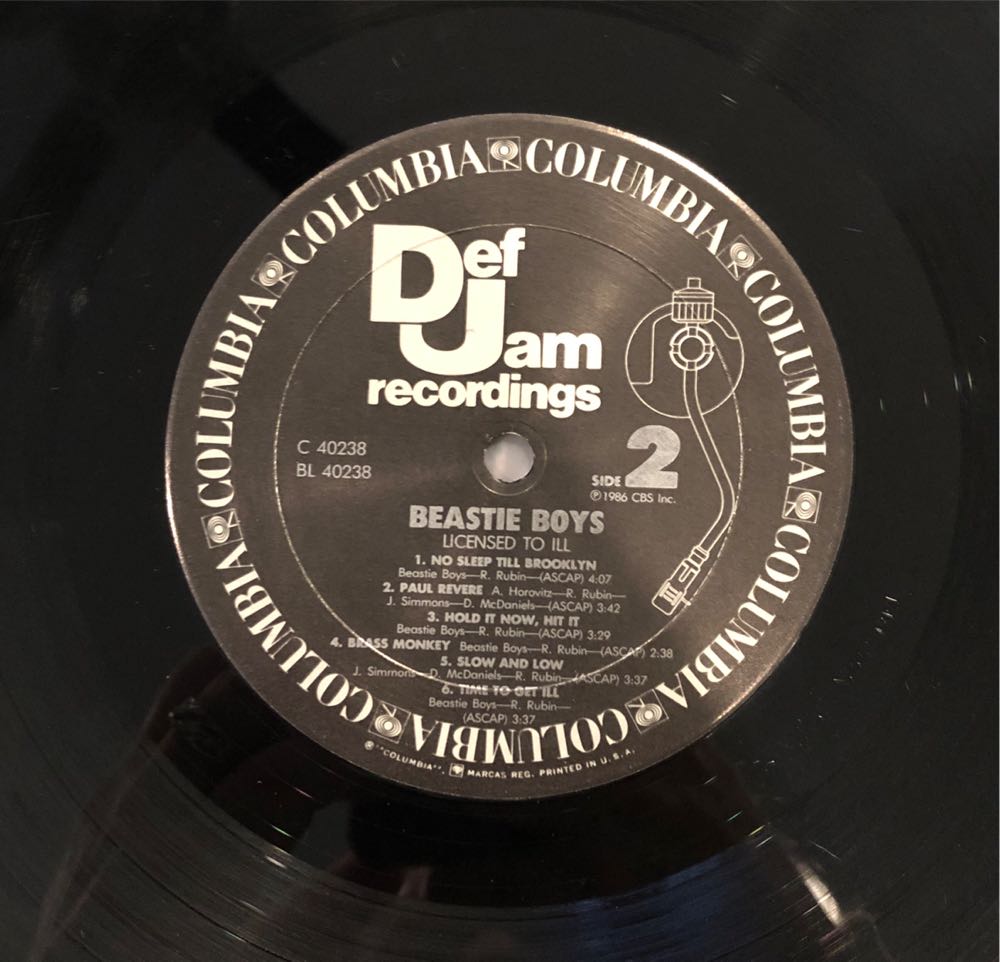 COLUMBIA COLUMBIA COLUMBIA COLUMBIA COLUMBIA COLUMBIA COLUMBIA COLUMBIA COLUMBIA
Def
Jam
recordings
C 40238
BL 40238
SIDE 2
℗1986 CBS Inc.
BEASTIE BOYS
LICENSED TO ILL
1. NO SLEEP TILL BROOKLYN
Beastie Boys—R. Rubin—(ASCAP) 4:07
2. PAUL REVERE A. Horovitz—R. Rubin—
J. Simmons—D. McDaniels—(ASCAP) 3:42
3. HOLD IT NOW, HIT IT
Beastie Boys—R. Rubin—(ASCAP) 3:29
4. BRASS MONKEY Beastie Boys—R. Rubin—(ASCAP) 2:38
5. SLOW AND LOW
J. Simmons—D. McDaniels—R. Rubin—(ASCAP) 3:37
6. TIME TO GET ILL
Beastie Boys—R. Rubin—
(ASCAP) 3:37
® "COLUMBIA", MARCAS REG. PRINTED IN U.S.A.